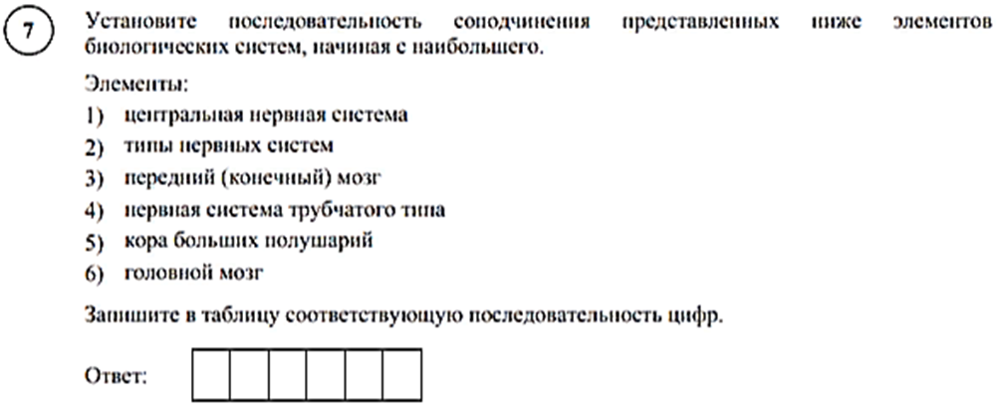 7
Установите последовательность соподчинения представленных ниже элементов
биологических систем, начиная с наибольшего.
Элементы:
1) центральная нервная система
2) типы нервных систем
3) передний (конечный) мозг
4) нервная система трубчатого типа
5) кора больших полушарий
6) головной мозг
Запишите в таблицу соответствующую последовательность цифр.
Ответ: